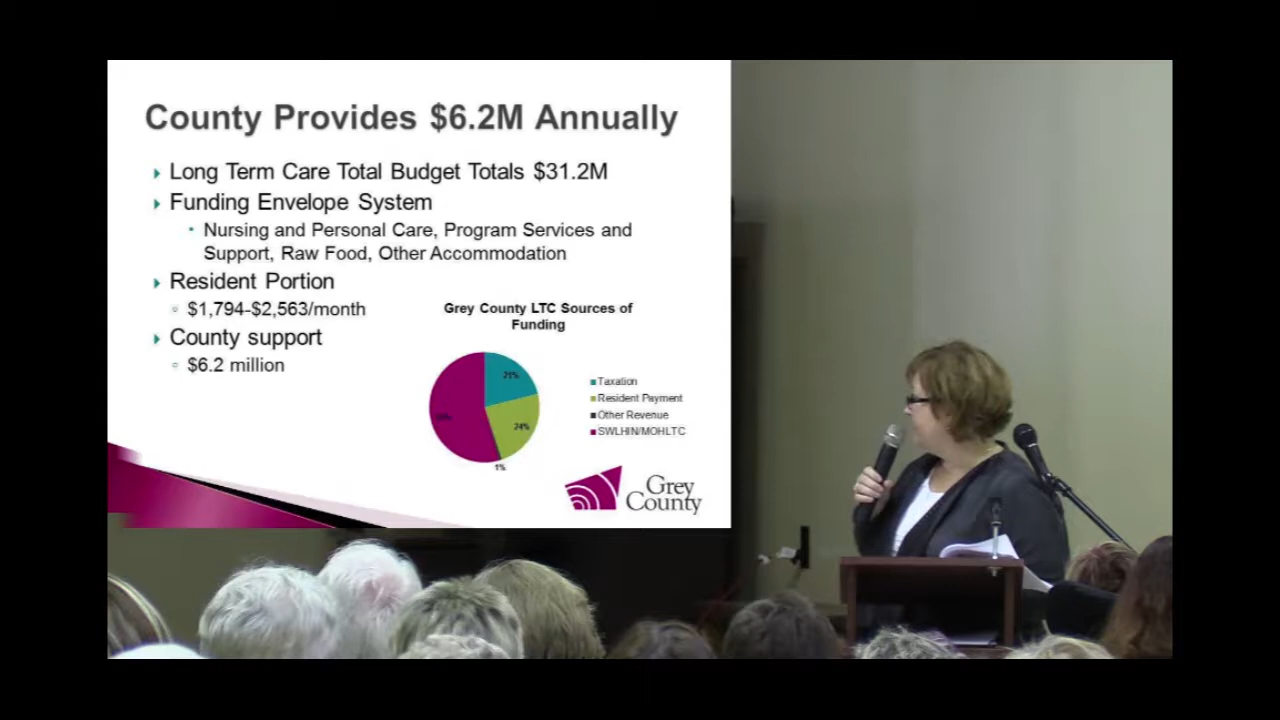 County Provides $6.2M Annually
Long Term Care Total Budget Totals $31.2M
Funding Envelope System
Nursing and Personal Care, Program Services and
Support, Raw Food, Other Accommodation
Resident Portion
$1,794-$2,563/month
County support
$6.2 million
Grey County LTC Sources of
Funding
21%
24%
1%
Taxation
Resident Payment
Other Revenue
SWLHIN/MOHLTC
Grey
County